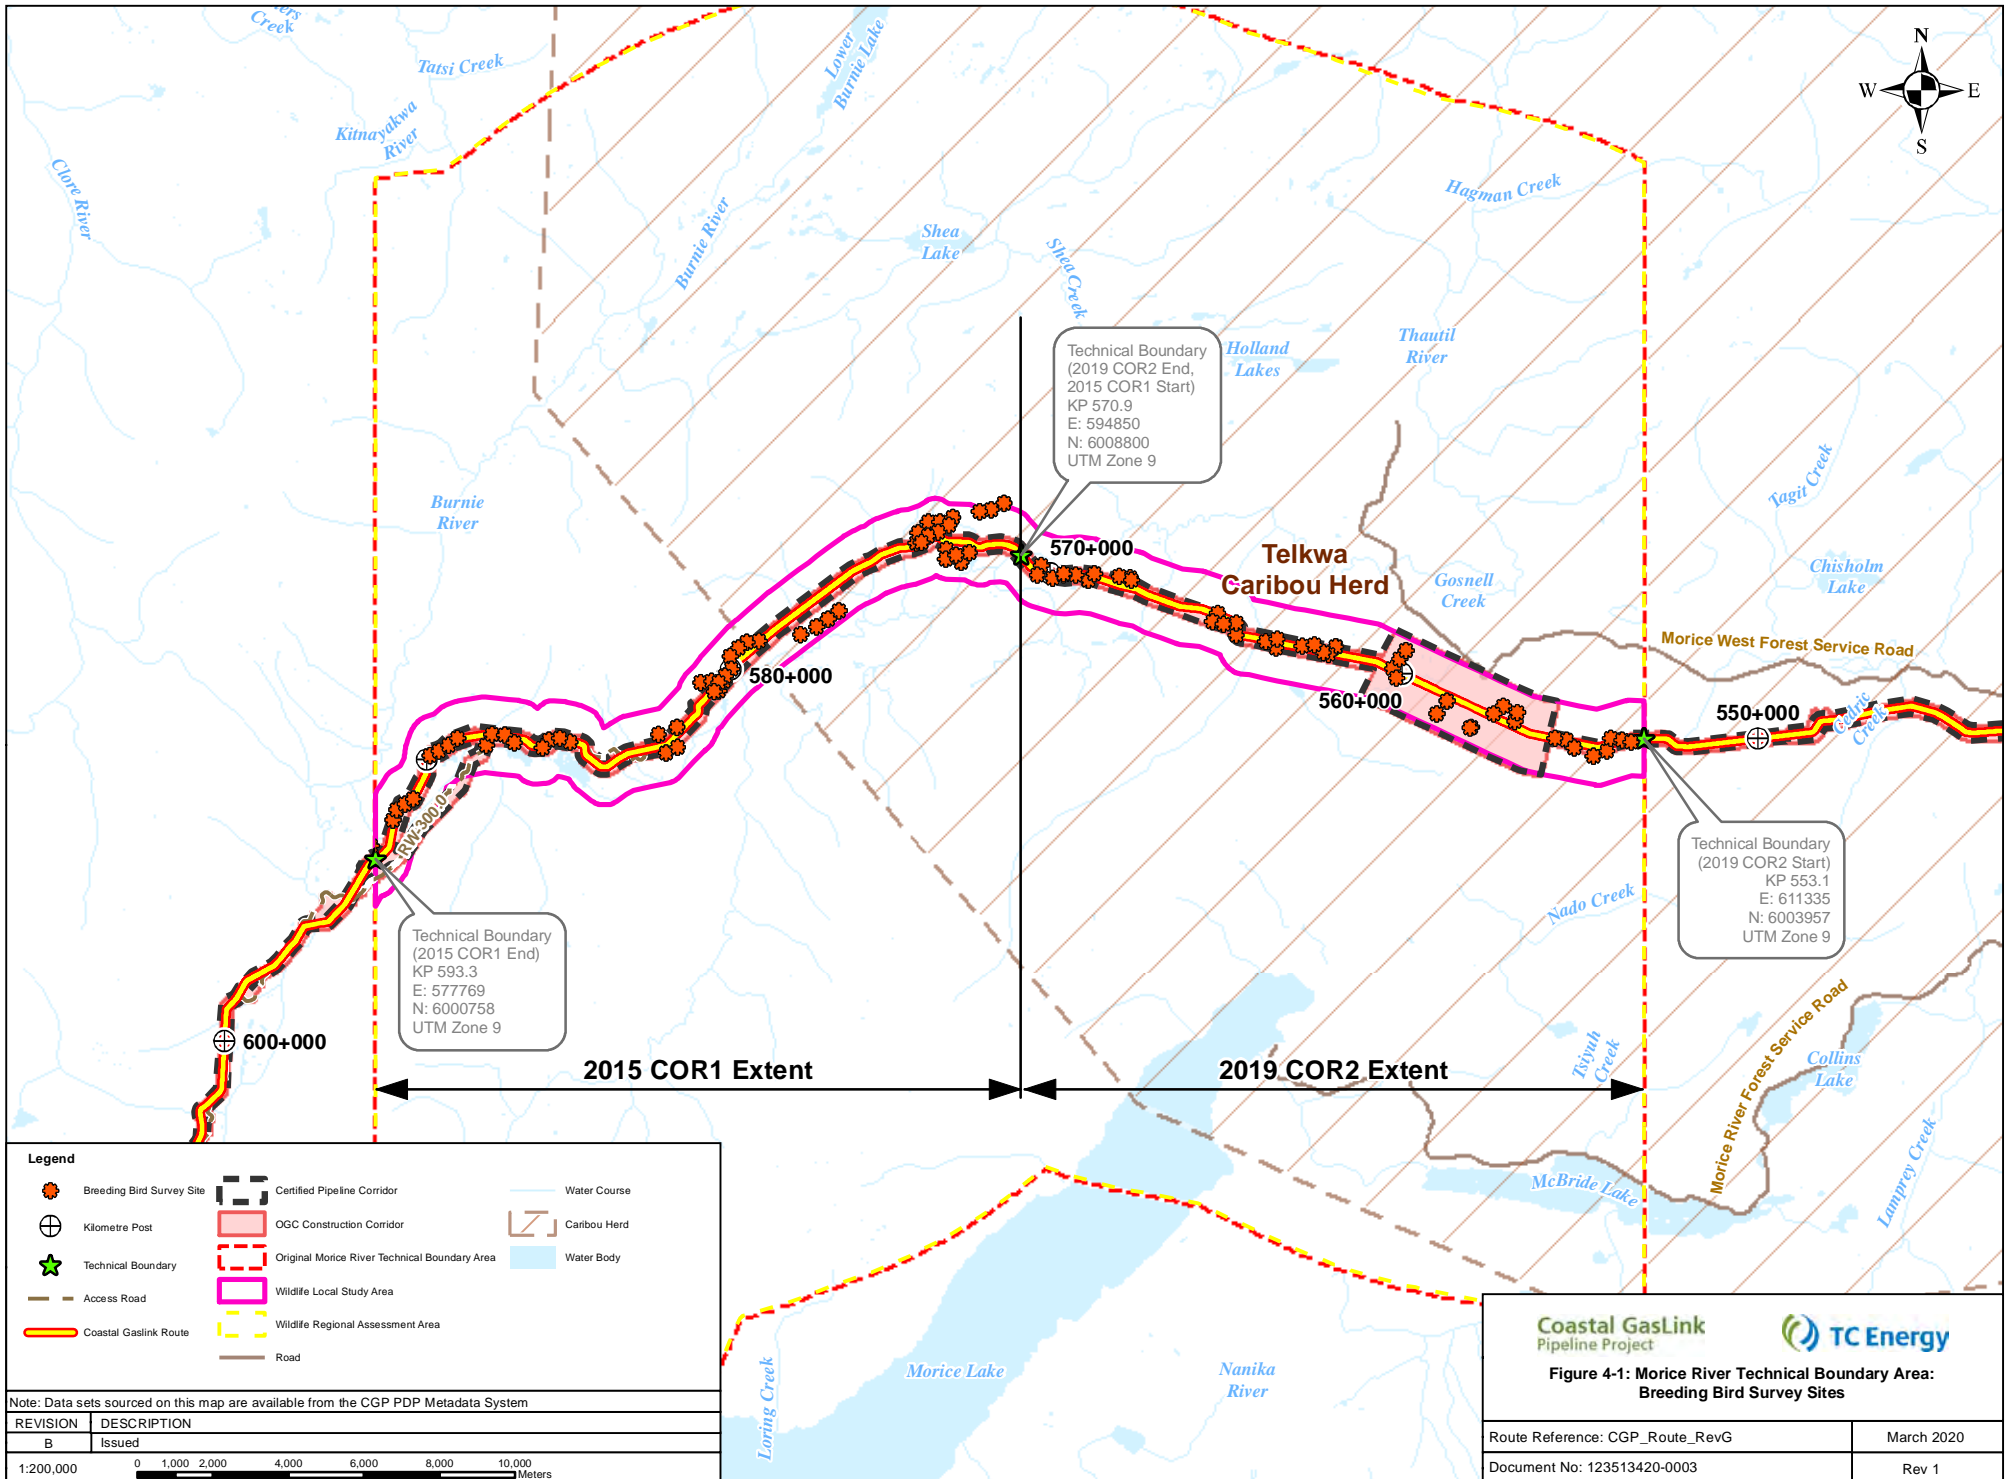 Creek
Tatsi Creek
Kitnayakwa
River
Clore River
Lower
Burnie Lake
Burnie River
Shea
Lake
Shea Creek
Hagman Creek
N
W
E
S
Holland
Lakes
Thautil
River
Technical Boundary
(2019 COR2 End,
2015 COR1 Start)
KP 570.9
E: 594850
N: 6008800
UTM Zone 9
Burnie
River
Tagit Creek
570+000
Telkwa
Caribou Herd
Gosnell
Creek
Chisholm
Lake
Morice West Forest Service Road
580+000
560+000
550+000
Cedric
Creek
RW-300.0
Technical Boundary
(2019 COR2 Start)
KP 553.1
E: 611335
N: 6003957
UTM Zone 9
Nado Creek
Technical Boundary
(2015 COR1 End)
KP 593.3
E: 577769
N: 6000758
UTM Zone 9
600+000
2015 COR1 Extent
2019 COR2 Extent
Tsiyuh
Creek
Morice River Forest Service Road
Collins
Lake
McBride Lake
Lamprey Creek
Loring Creek
Morice Lake
Nanika
River
Legend
Breeding Bird Survey Site
Kilometre Post
Technical Boundary
Access Road
Coastal Gaslink Route
Certified Pipeline Corridor
OGC Construction Corridor
Original Morice River Technical Boundary Area
Wildlife Local Study Area
Wildlife Regional Assessment Area
Road
Water Course
Caribou Herd
Water Body
Note: Data sets sourced on this map are available from the CGP PDP Metadata System
REVISION DESCRIPTION
B Issued
1:200,000
0 1,000 2,000 4,000 6,000 8,000 10,000
Meters
Coastal GasLink
Pipeline Project
TC Energy
Figure 4-1: Morice River Technical Boundary Area:
Breeding Bird Survey Sites
Route Reference: CGP_Route_RevG
March 2020
Document No: 123513420-0003
Rev 1